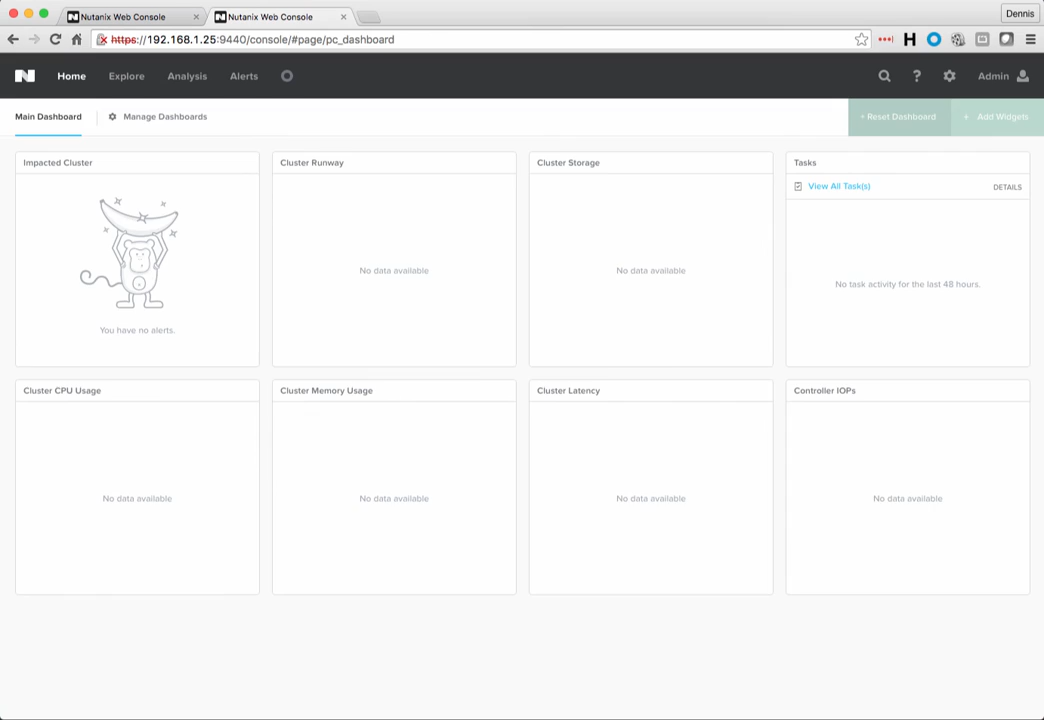 Nutanix Web Console
Nutanix Web Console
Dennis
https://192.168.1.25:9440/console/#page/pc_dashboard
Home
Explore
Analysis
Alerts
?
Admin
Main Dashboard
Manage Dashboards
Reset Dashboard
+ Add Widgets
Impacted Cluster
You have no alerts.
Cluster Runway
No data available
Cluster Storage
No data available
Tasks
View All Task(s)
DETAILS
No task activity for the last 48 hours.
Cluster CPU Usage
No data available
Cluster Memory Usage
No data available
Cluster Latency
No data available
Controller IOPs
No data available